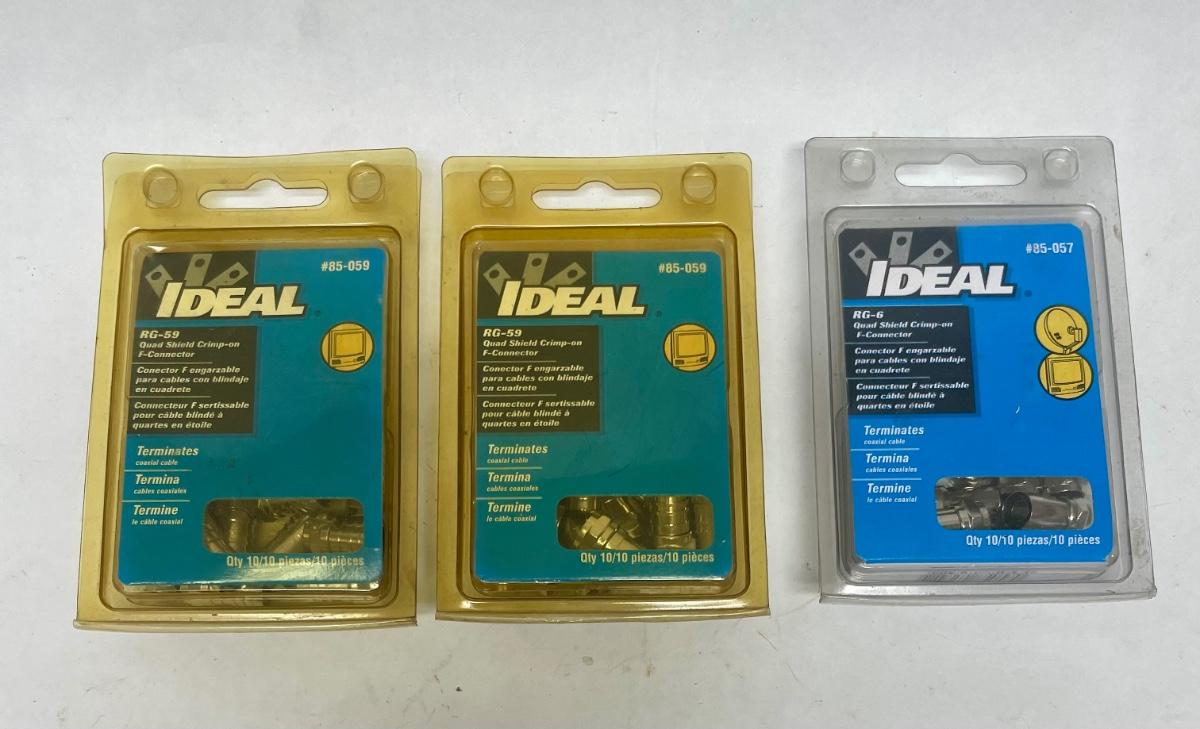 #85-059
IDEAL
RG-59
Quad Shield Crimp-on
F-Connector
Conector F engarzable
para cables con blindaje
en cuadrete
Connecteur F sertissable
pour câble blindé à
quartes en étoile
Terminates
coaxial cable
Termina
cables coaxiales
Termine
le câble coaxial
Qty 10/10 piezas/10 pièces
#85-059
IDEAL
RG-59
Quad Shield Crimp-on
F-Connector
Conector F engarzable
para cables con blindaje
en cuadrete
Connecteur F sertissable
pour câble blindé à
quartes en étoile
Terminates
coaxial cable
Termina
cables coaxiales
Termine
le câble coaxial
Qty 10/10 piezas/10 pièces
#85-057
IDEAL
RG-6
Quad Shield Crimp-on
F-Connector
Conector F engarzable
para cables con blindaje
en cuadrete
Connecteur F sertissable
pour câble blindé à
quartes en étoile
Terminates
coaxial cable
Termina
cables coaxiales
Termine
le câble coaxial
Qty 10/10 piezas/10 pièces